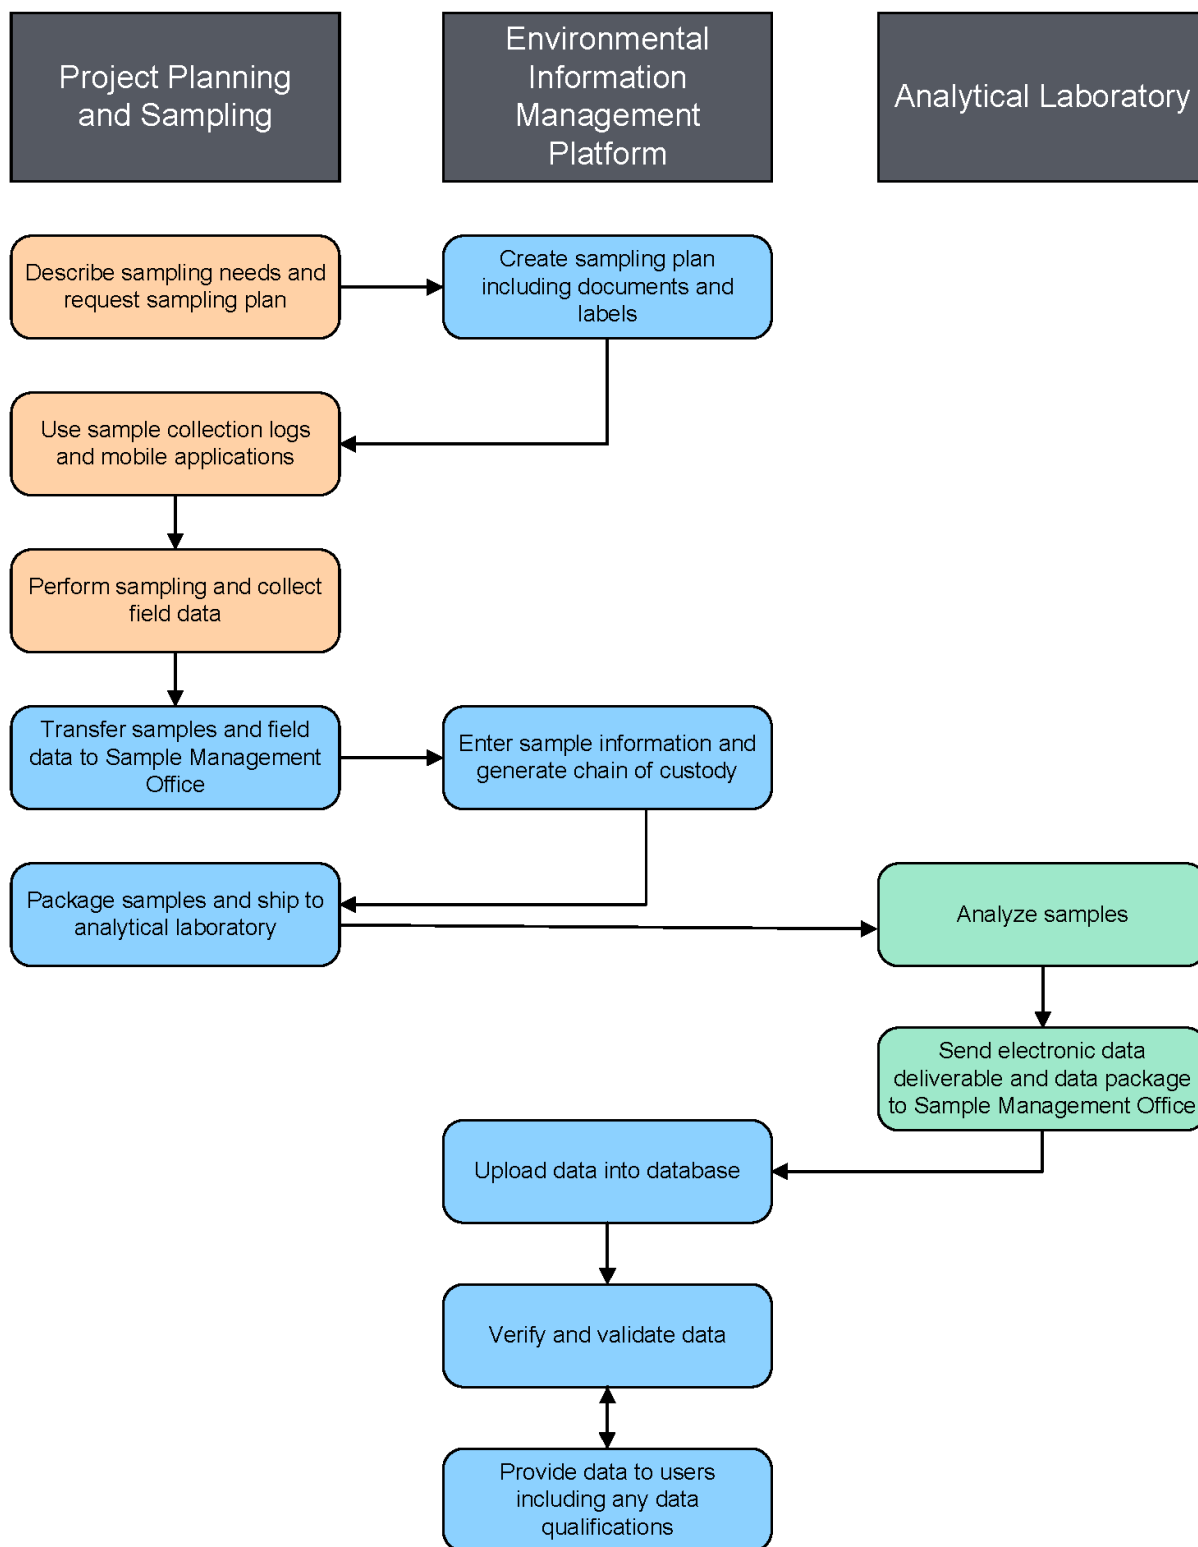 Project Planning
and Sampling
Environmental
Information
Management
Platform
Analytical Laboratory
Describe sampling needs and
request sampling plan
Create sampling plan
including documents and
labels
Use sample collection logs
and mobile applications
Perform sampling and collect
field data
Transfer samples and field
data to Sample Management
Office
Enter sample information and
generate chain of custody
Package samples and ship to
analytical laboratory
Analyze samples
Send electronic data
deliverable and data package
to Sample Management Office
Upload data into database
Verify and validate data
Provide data to users
including any data
qualifications